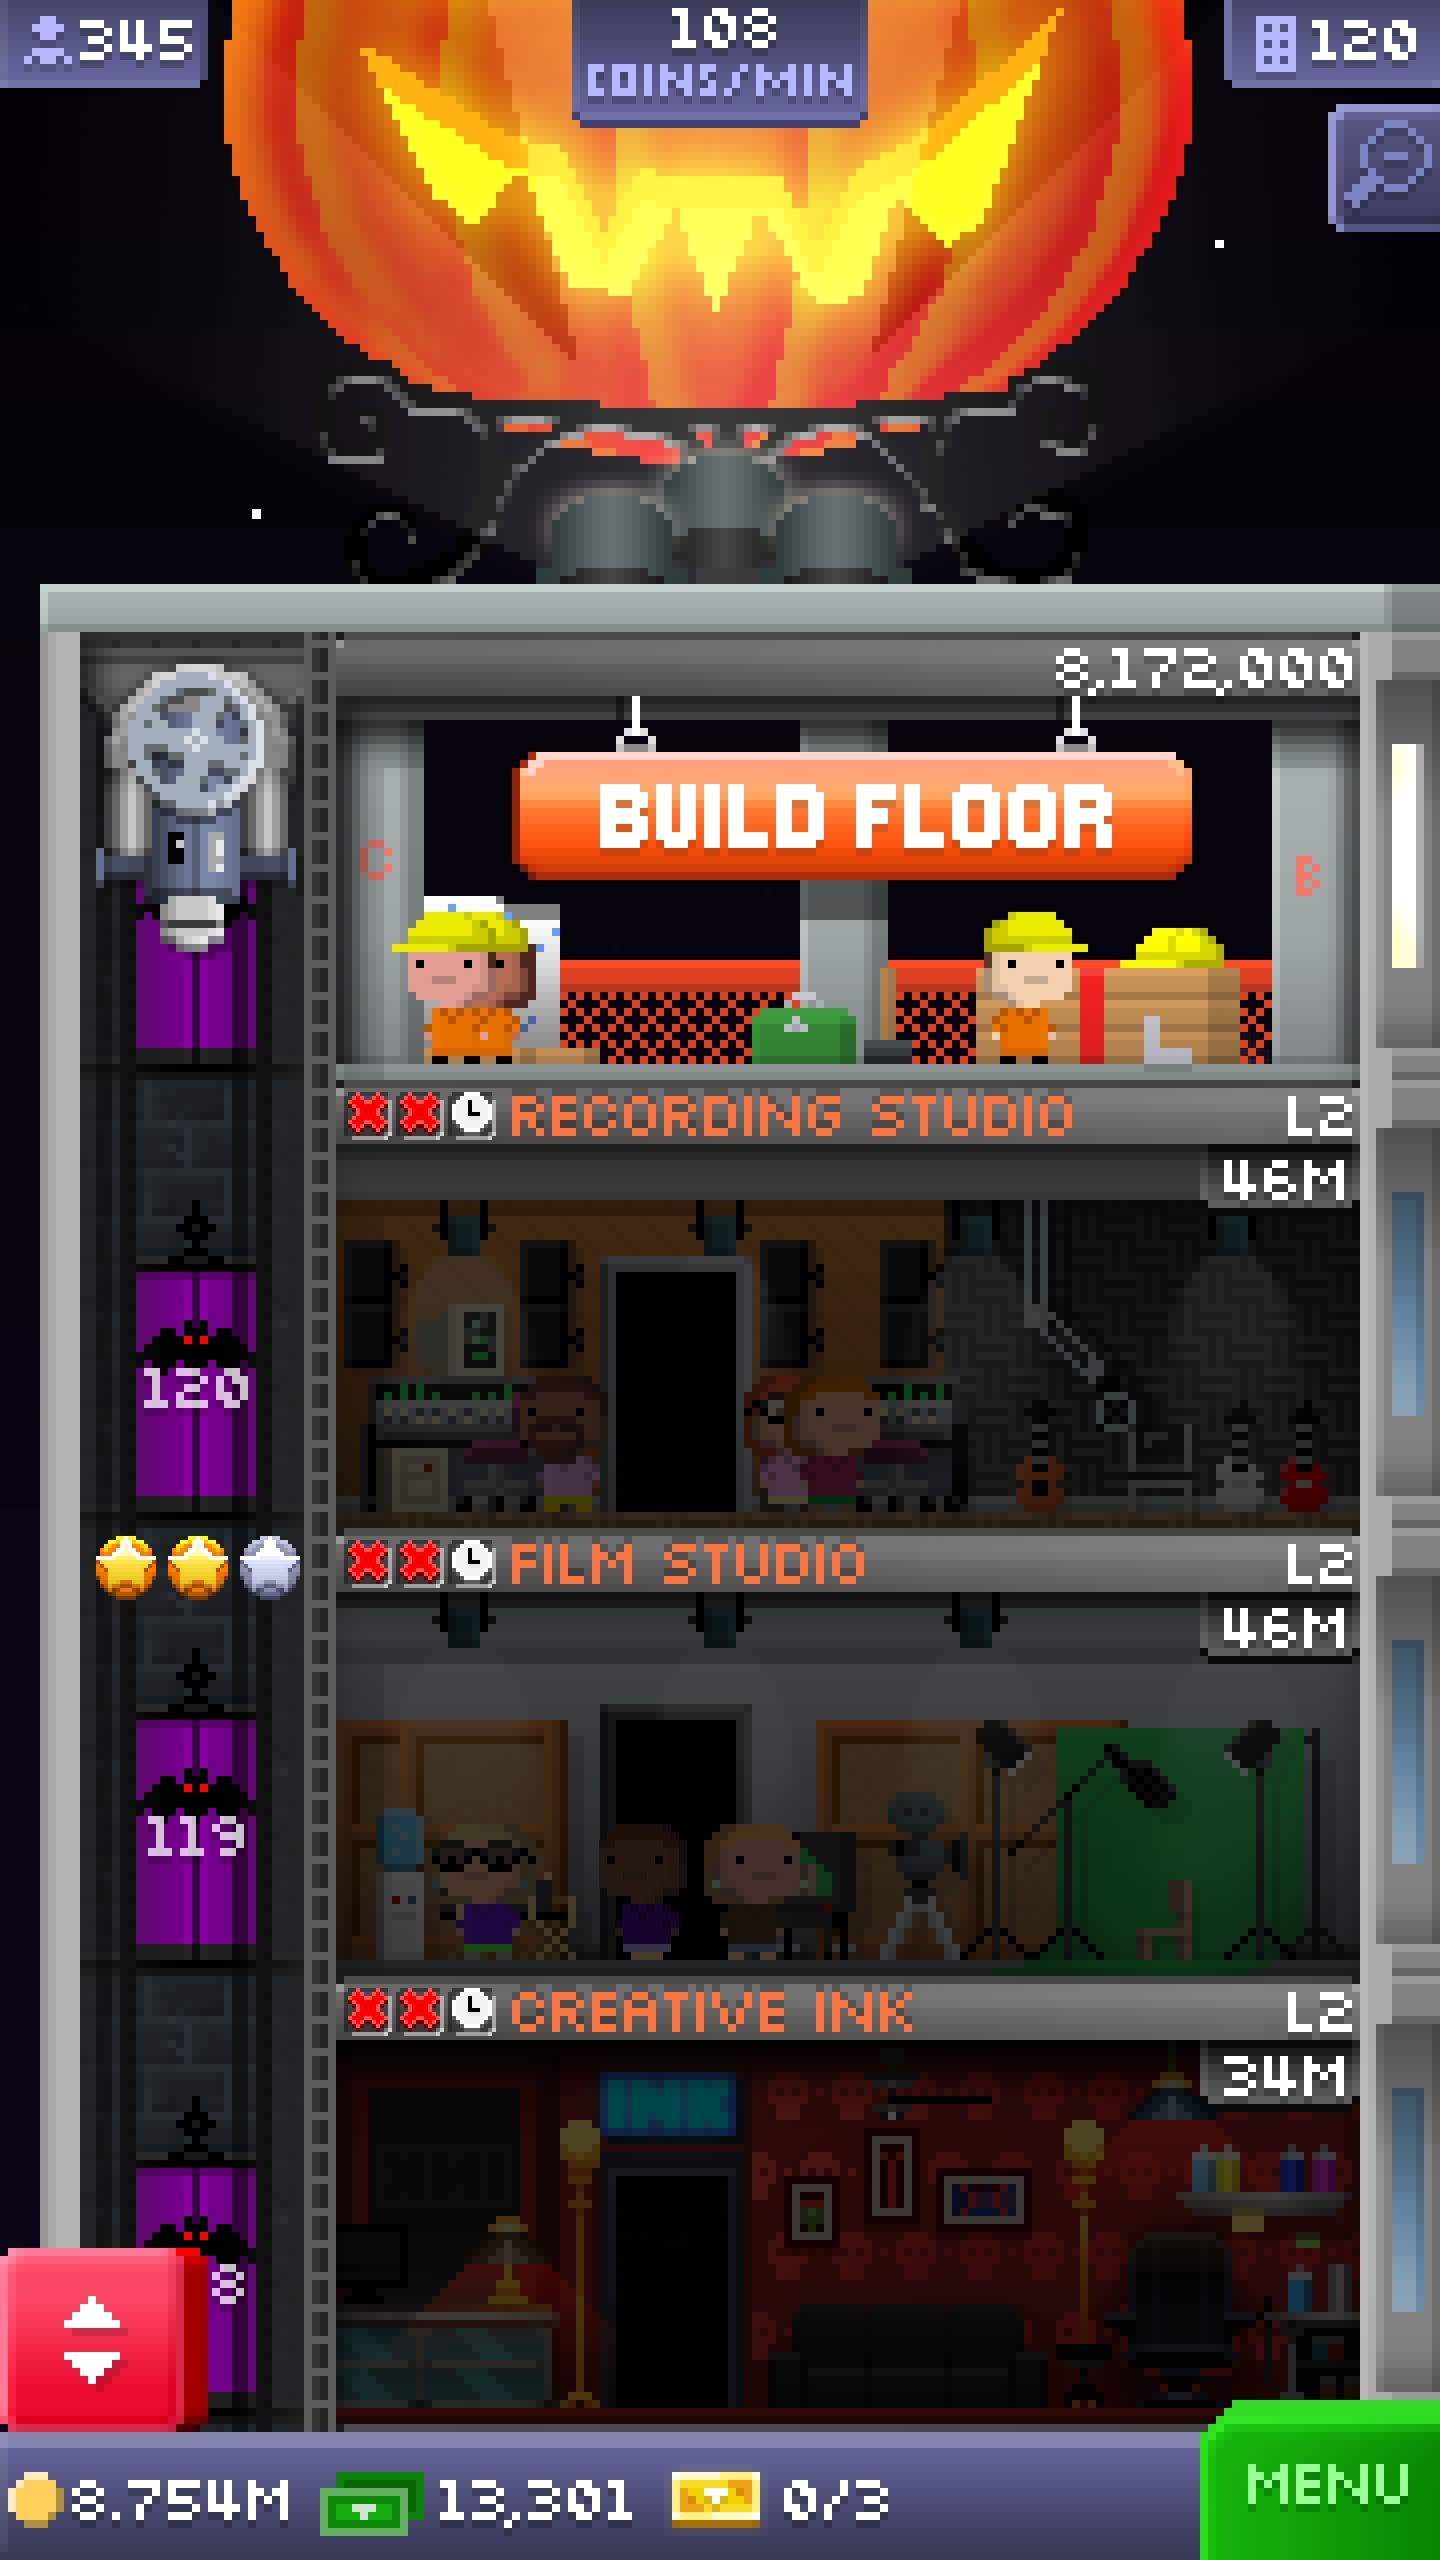 345
108
COINS/MIN
120
8,172,000
BUILD FLOOR
C
B
RECORDING STUDIO
L2
46M
120
FILM STUDIO
L2
46M
119
CREATIVE INK
L2
34M
INK
8
8.754M
13,301
0/3
MENU